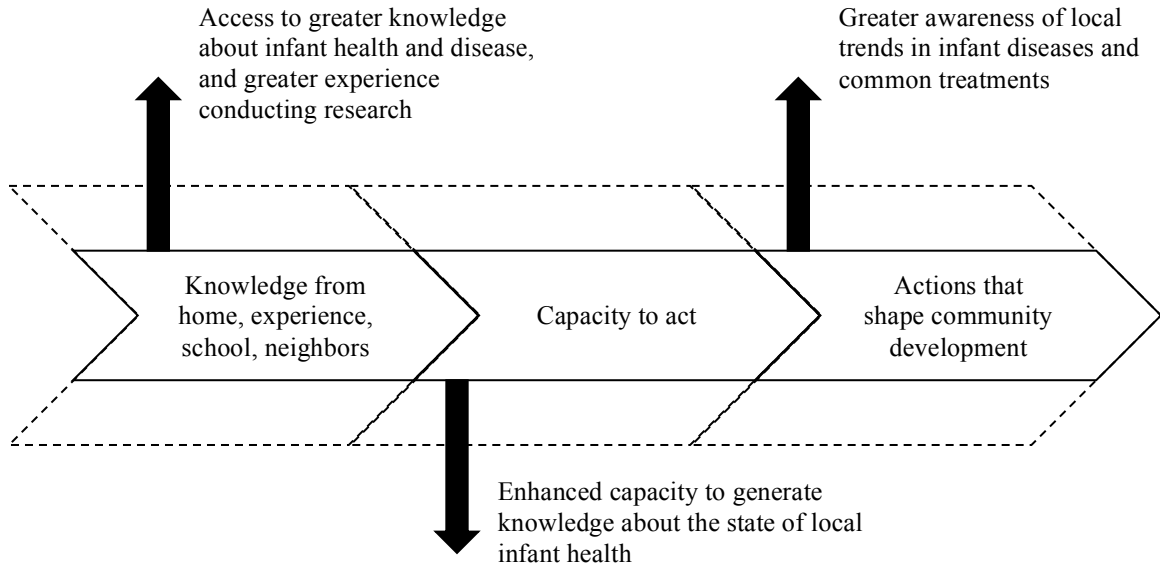 Access to greater knowledge
about infant health and disease,
and greater experience
conducting research
Greater awareness of local
trends in infant diseases and
common treatments
Knowledge from
home, experience,
school, neighbors
Capacity to act
Actions that
shape community
development
Enhanced capacity to generate
knowledge about the state of local
infant health